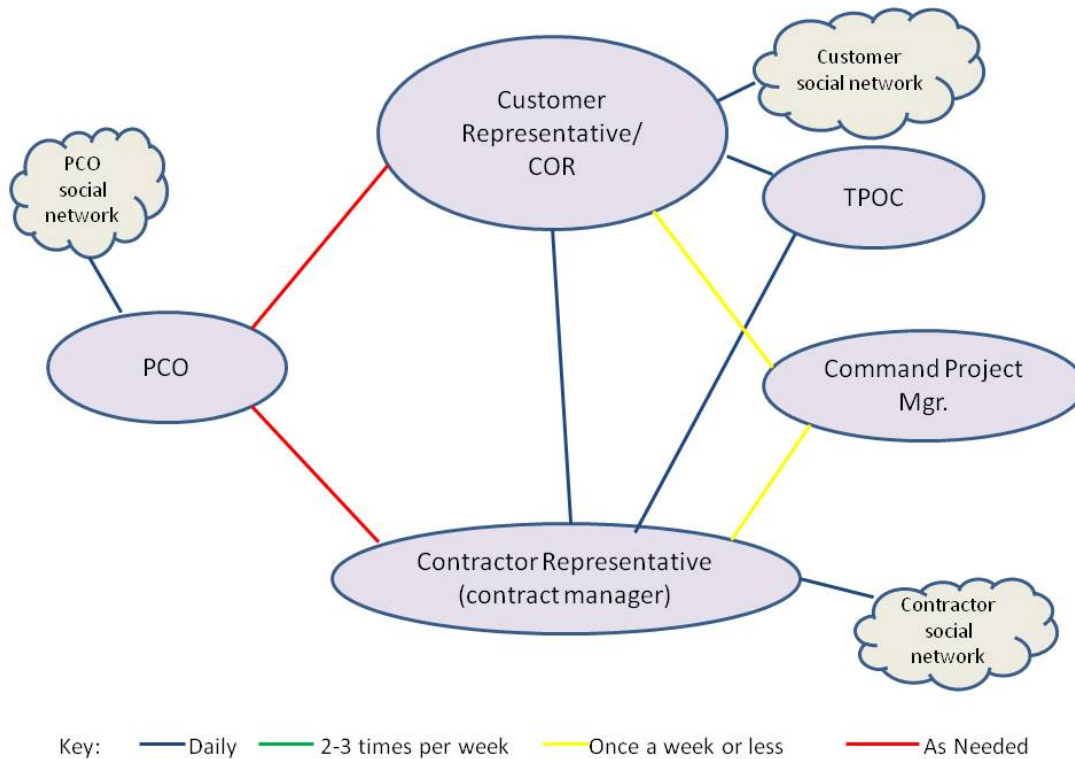 Customer
social network
Customer
Representative/
COR
PCO
social
network
TPOC
PCO
Command Project
Mgr.
Contractor Representative
(contract manager)
Contractor
social
network
Key: Daily 2-3 times per week Once a week or less As Needed